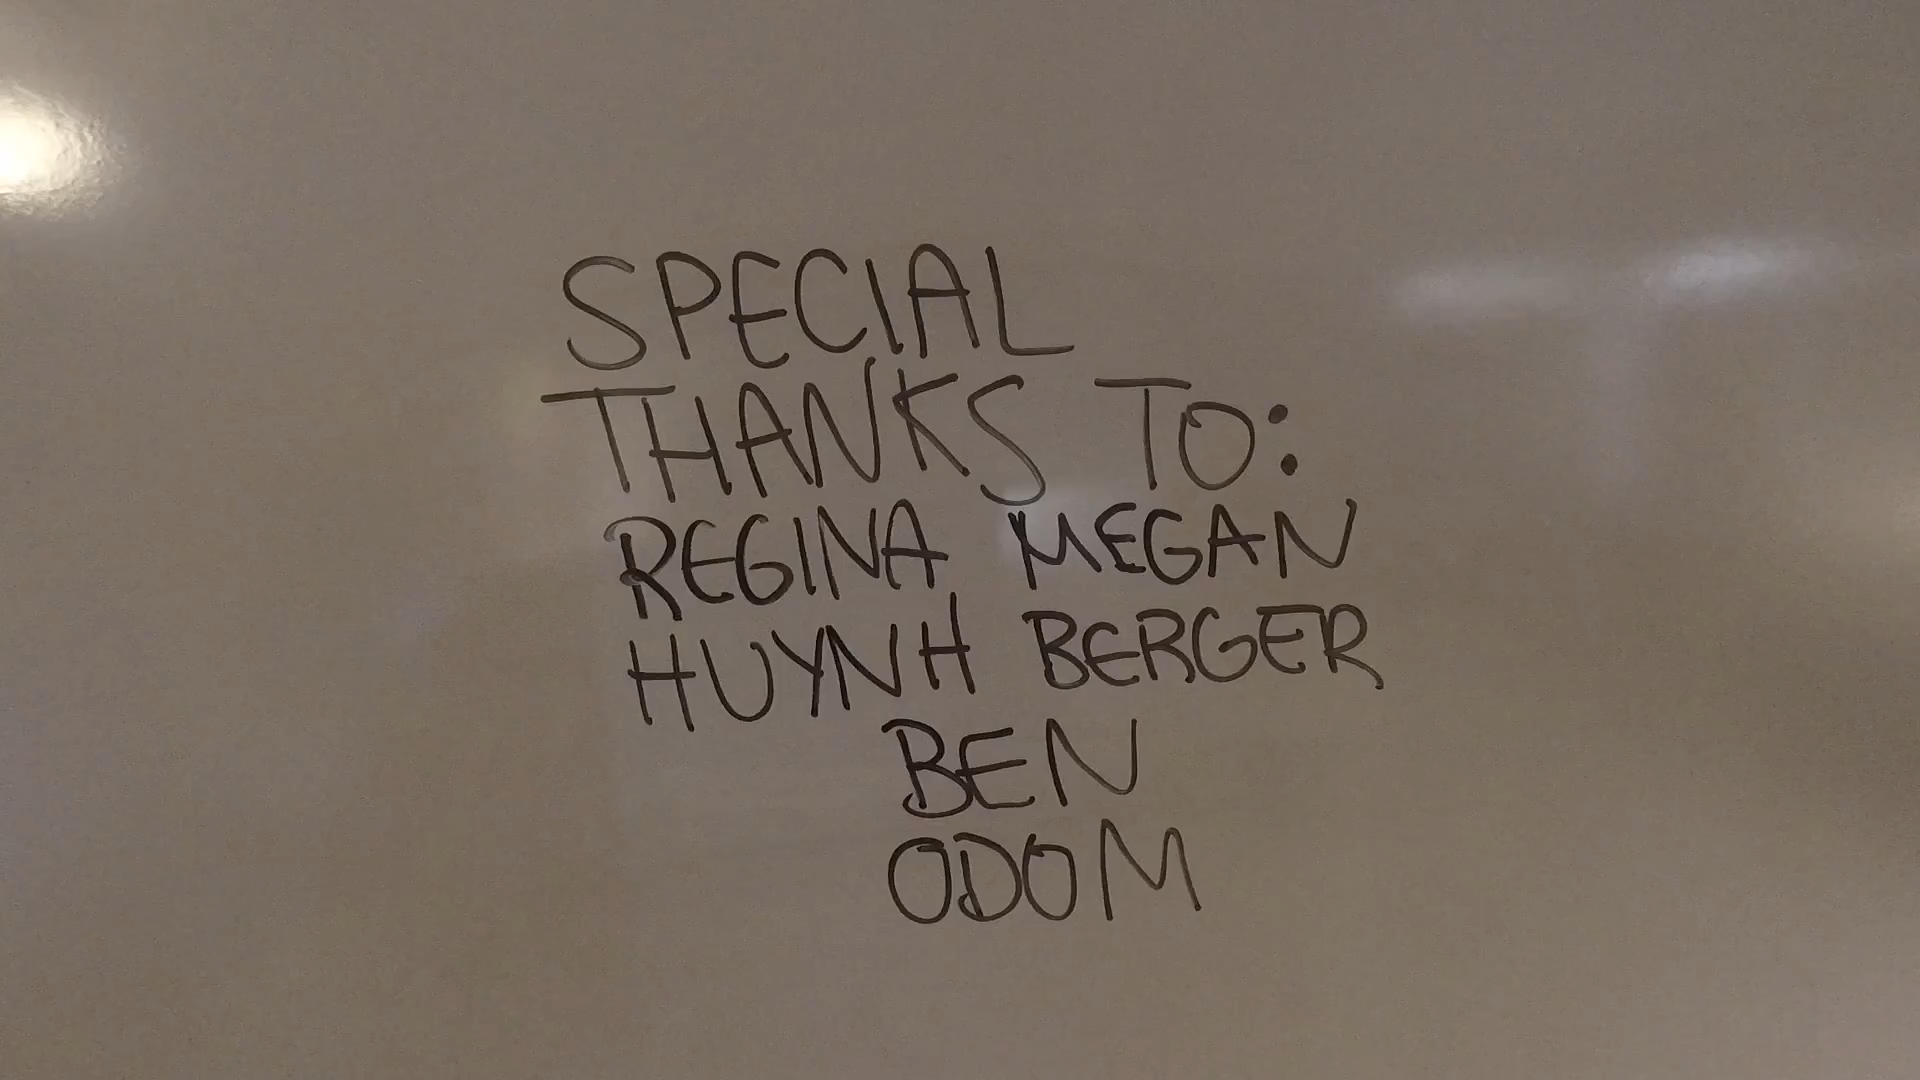 SPECIAL
THANKS TO:
REGINA MEGAN
HUYNH BERGER
BEN
ODOM